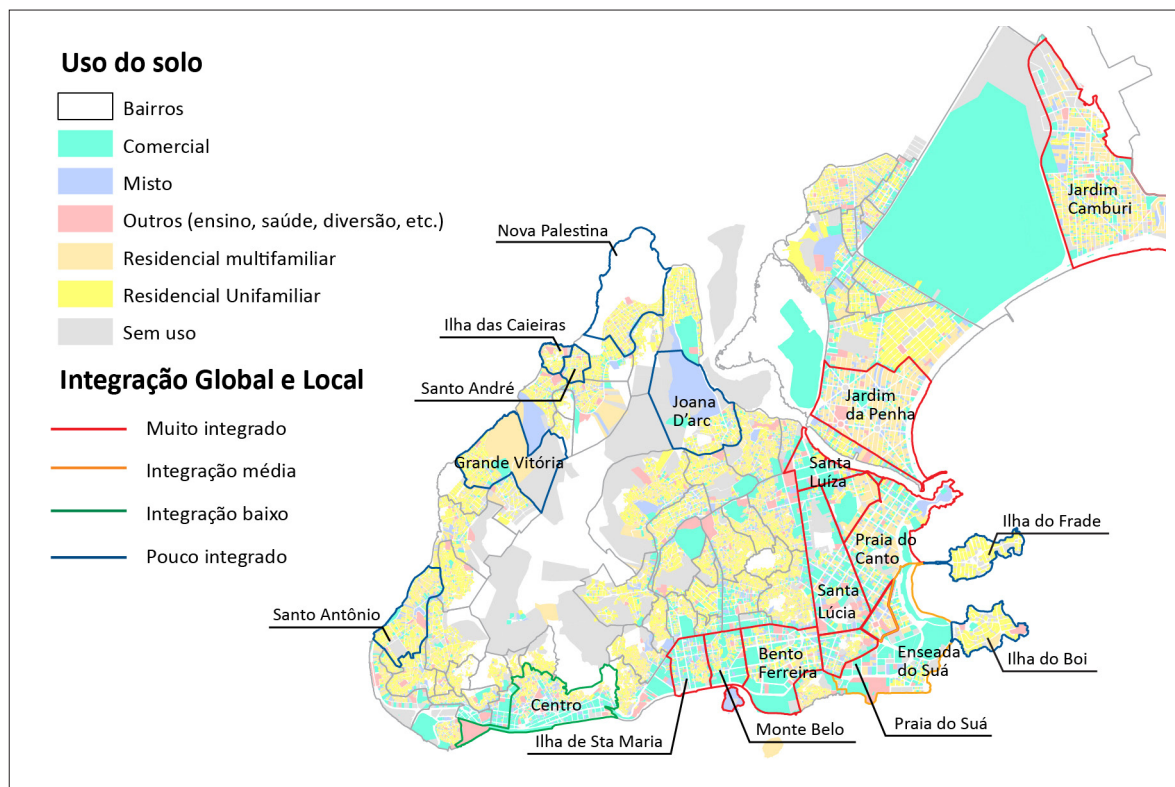 Uso do solo
Bairros
Comercial
Misto
Outros (ensino, saúde, diversão, etc.)
Residencial multifamiliar
Residencial Unifamiliar
Sem uso
Integração Global e Local
Muito integrado
Integração média
Integração baixo
Pouco integrado
Nova Palestina
Ilha das Caieiras
Santo André
Grande Vitória
Joana
D'arc
Jardim
Camburi
Jardim
da Penha
Santa
Luíza
Praia do
Canto
Ilha do Frade
Santa
Lúcia
Santo Antônio
Enseada
do Suá
Ilha do Boi
Bento
Ferreira
Centro
Ilha de Sta Maria
Monte Belo
Praia do Suá